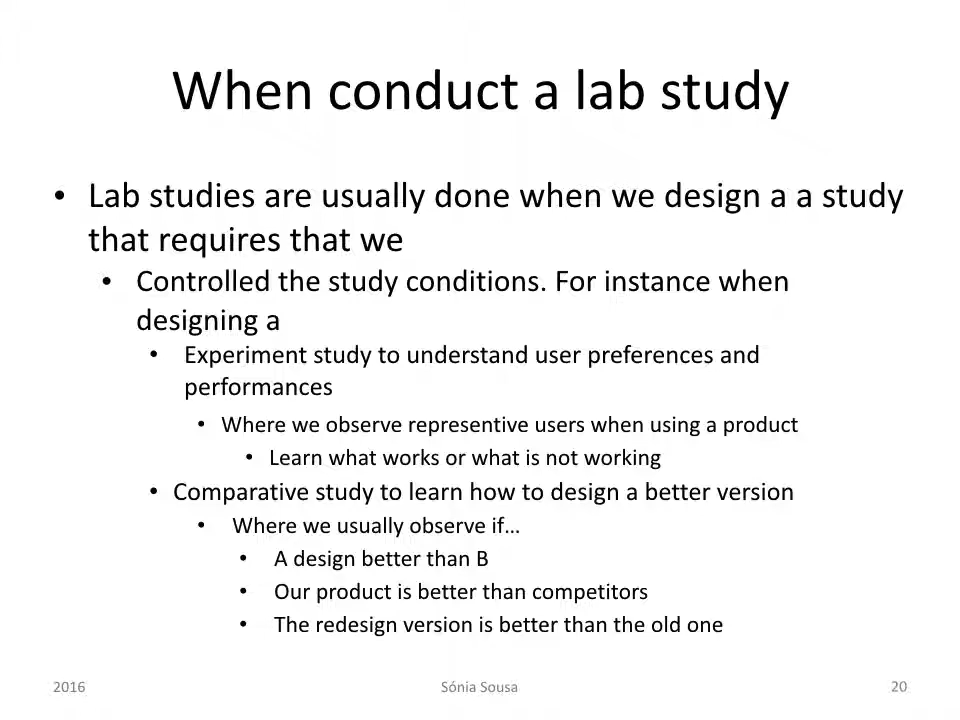 When conduct a lab study
• Lab studies are usually done when we design a a study
that requires that we
• Controlled the study conditions. For instance when
designing a
• Experiment study to understand user preferences and
performances
• Where we observe representive users when using a product
• Learn what works or what is not working
• Comparative study to learn how to design a better version
• Where we usually observe if…
• A design better than B
• Our product is better than competitors
• The redesign version is better than the old one
2016 Sónia Sousa 20